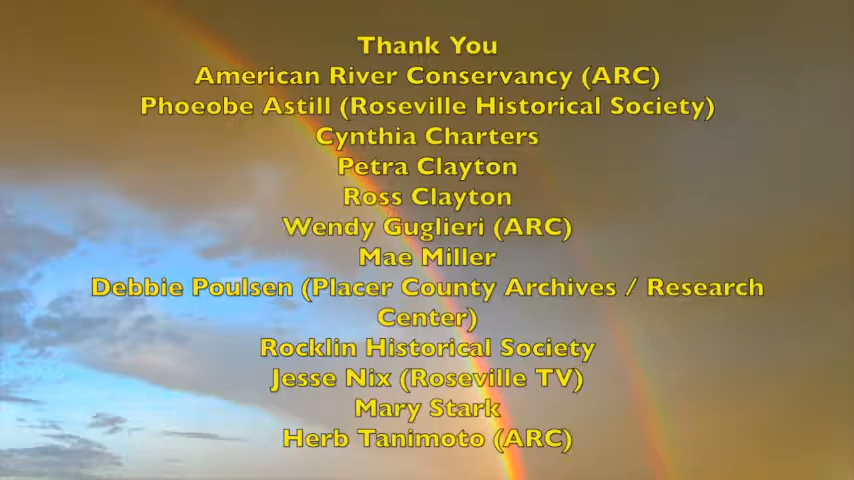 Thank You
American River Conservancy (ARC)
Phoeobe Astill (Roseville Historical Society)
Cynthia Charters
Petra Clayton
Ross Clayton
Wendy Guglieri (ARC)
Mae Miller
Debbie Poulsen (Placer County Archives / Research
Center)
Rocklin Historical Society
Jesse Nix (Roseville TV)
Mary Stark
Herb Tanimoto (ARC)